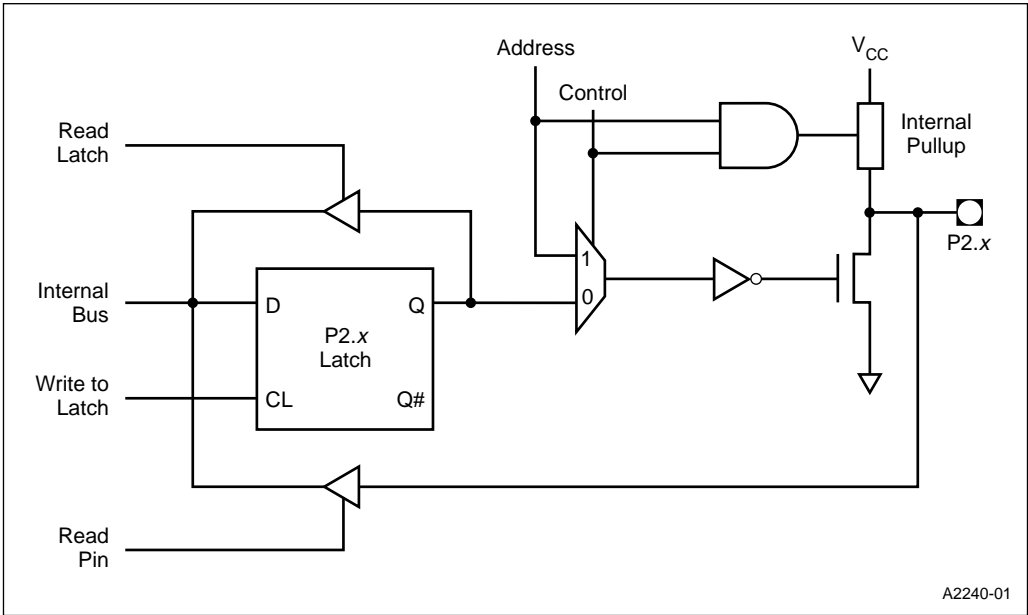 Address
V CC
Control
Read
Latch
Internal
Pullup
P2.x
1
Internal
Bus
D
Q
0
P2.x
Latch
Write to
Latch
CL
Q#
Read
Pin
A2240-01